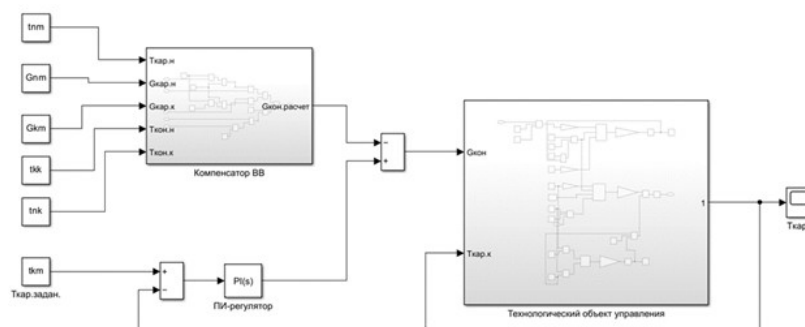 tnm
Ткар.н
Gnm
Gкар.н
Gкон.расчет
Gkm
Gкар.к
tkk
Ткон.н
tnk
Ткон.к
Компенсатор ВВ
−
+
Gкон
1
Ткар
Ткар.к
tkm
+
−
PI(s)
Ткар.задан.
ПИ-регулятор
Технологический объект управления